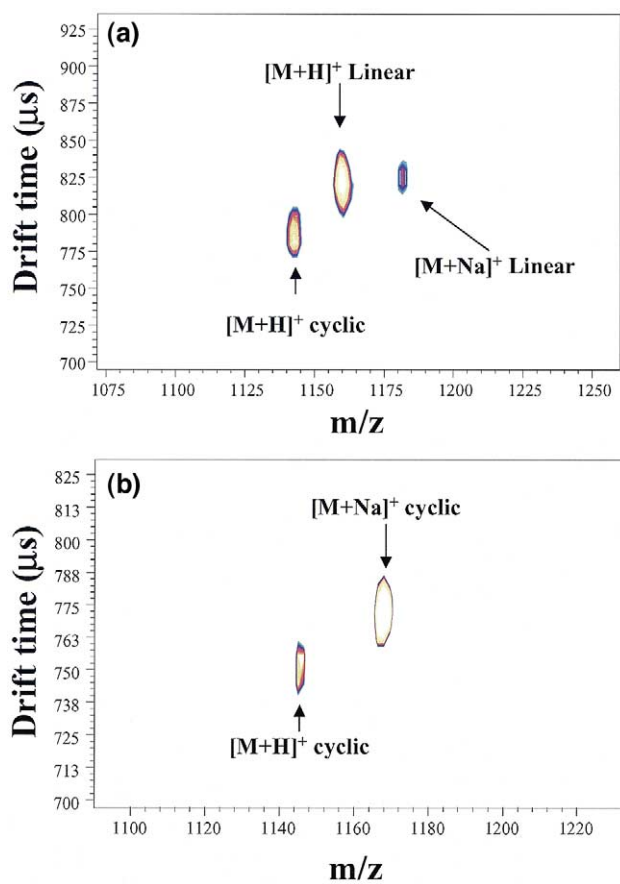 (a)
[M+H]⁺ Linear
[M+Na]⁺ Linear
[M+H]⁺ cyclic
Drift time (μs)
925
900
875
850
825
800
775
750
725
700
1075 1100 1125 1150 1175 1200 1225 1250
m/z
(b)
[M+Na]⁺ cyclic
[M+H]⁺ cyclic
Drift time (μs)
825
813
800
788
775
763
750
738
725
713
700
1100 1120 1140 1160 1180 1200 1220
m/z